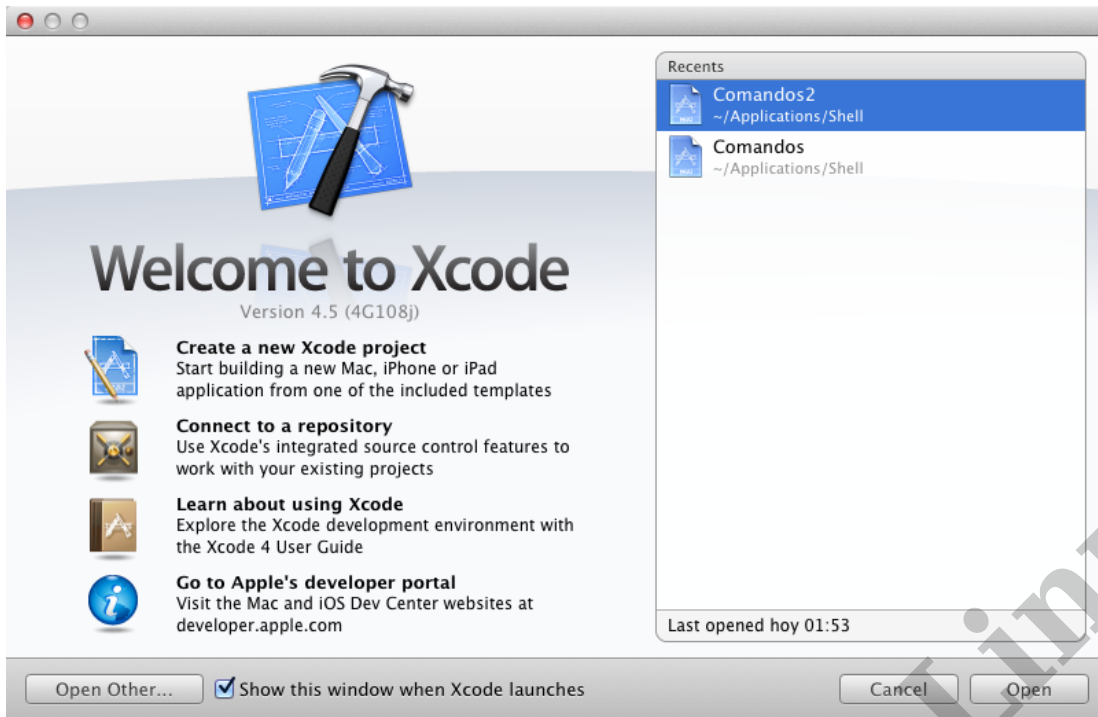 Welcome to Xcode
Version 4.5 (4G108j)
Create a new Xcode project
Start building a new Mac, iPhone or iPad
application from one of the included templates
Connect to a repository
Use Xcode's integrated source control features to
work with your existing projects
Learn about using Xcode
Explore the Xcode development environment with
the Xcode 4 User Guide
Go to Apple's developer portal
Visit the Mac and iOS Dev Center websites at
developer.apple.com
Recents
Comandos2
~/Applications/Shell
Comandos
~/Applications/Shell
Last opened hoy 01:53
Open Other...
Show this window when Xcode launches
Cancel
Open